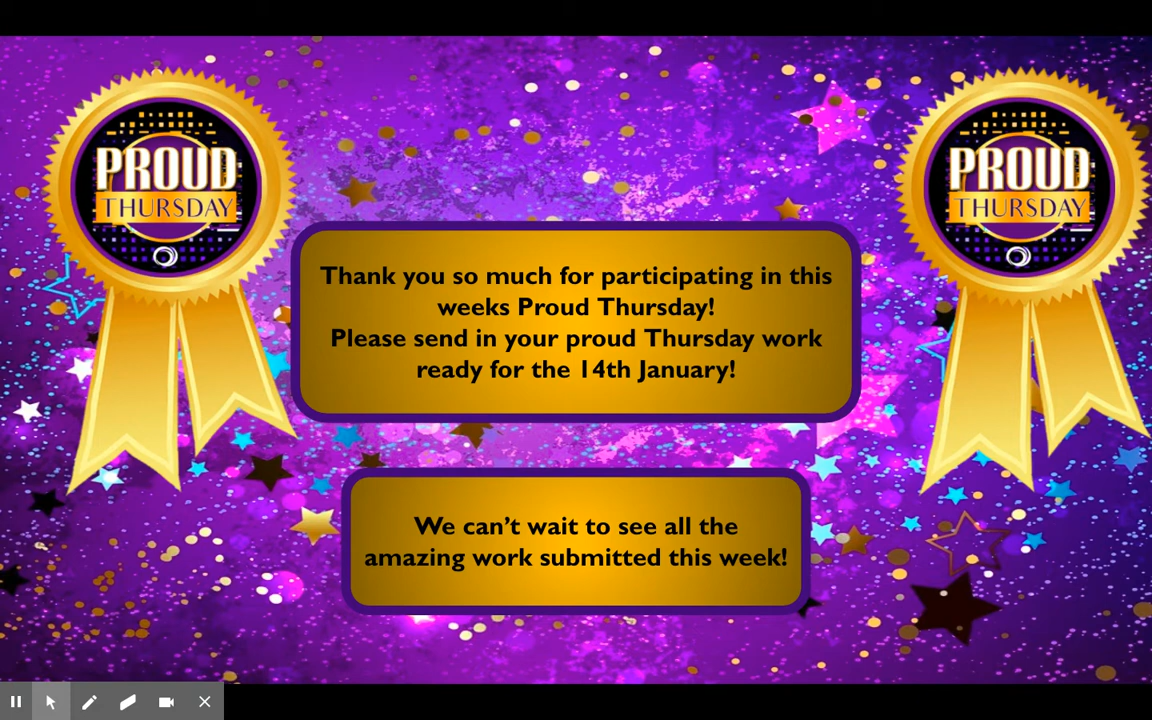 PROUD
THURSDAY
PROUD
THURSDAY
Thank you so much for participating in this
weeks Proud Thursday!
Please send in your proud Thursday work
ready for the 14th January!
We can’t wait to see all the
amazing work submitted this week!